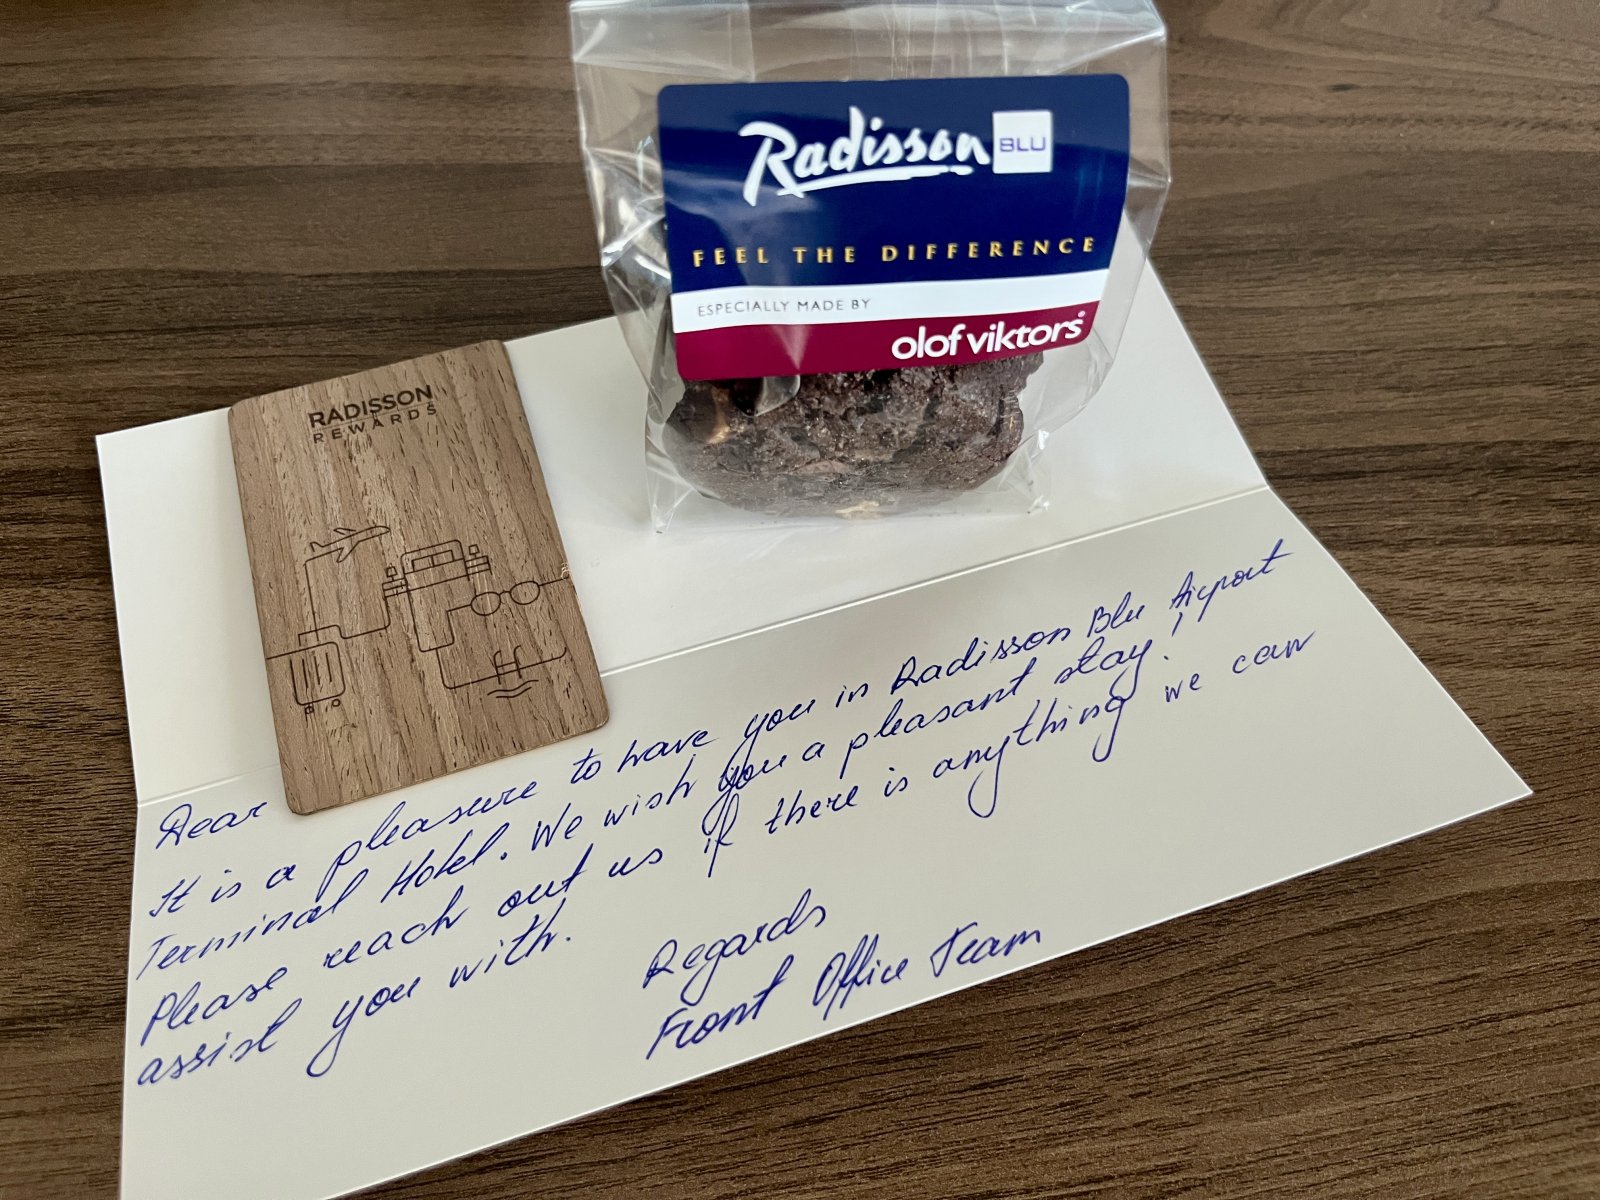 Radisson BLU
FEEL THE DIFFERENCE
ESPECIALLY MADE BY
olof viktors
RADISSON
REWARDS
Dear
It is a pleasure to have you in Radisson Blu Airport
Terminal Hotel. We wish you a pleasant stay!
Please reach out us if there is anything we can
assist you with.
Regards
Front Office Team